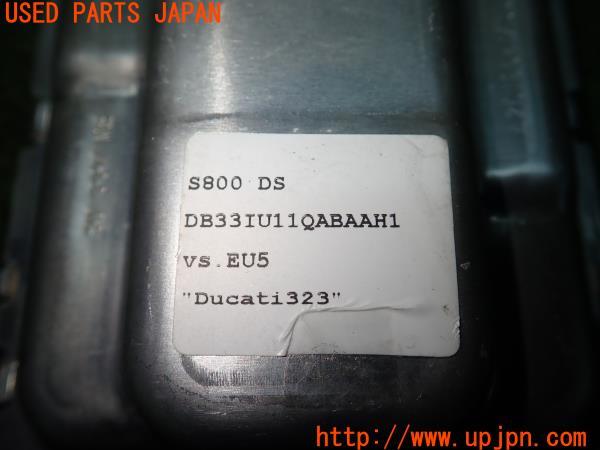 USED PARTS JAPAN
S800 DS
DB33IU11QABAAH1
vs.EU5
"Ducati323"
http://www.upjpn.com